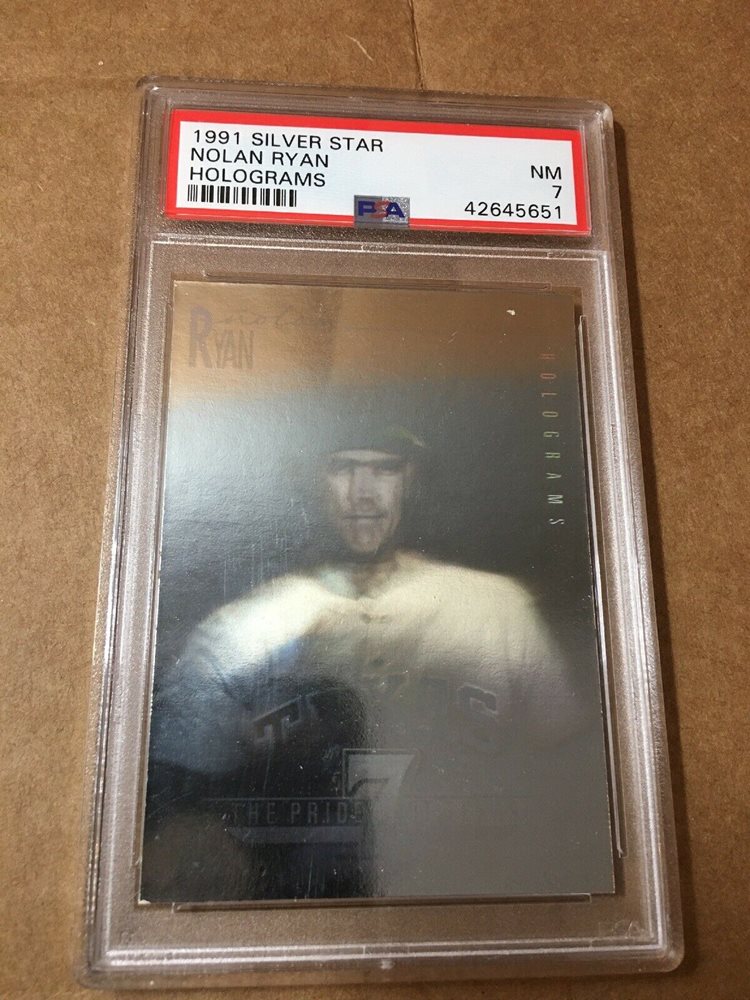 1991 SILVER STAR
NOLAN RYAN NM
HOLOGRAMS 7
PSA 42645651
RYAN
HOLOGRAMS
7
THE PRIDE